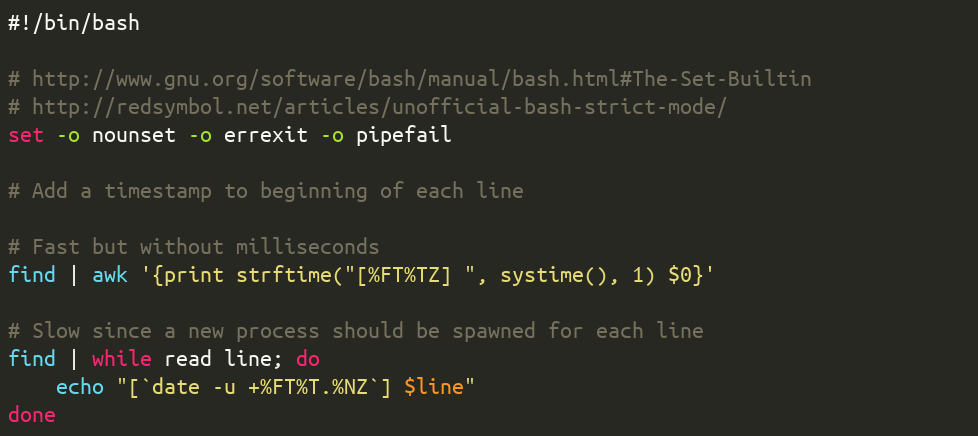 #!/bin/bash

# http://www.gnu.org/software/bash/manual/bash.html#The-Set-Builtin
# http://redsymbol.net/articles/unofficial-bash-strict-mode/
set -o nounset -o errexit -o pipefail

# Add a timestamp to beginning of each line

# Fast but without milliseconds
find | awk '{print strftime("[%FT%TZ] ", systime(), 1) $0}'

# Slow since a new process should be spawned for each line
find | while read line; do
    echo "[`date -u +%FT%T.%NZ`] $line"
done